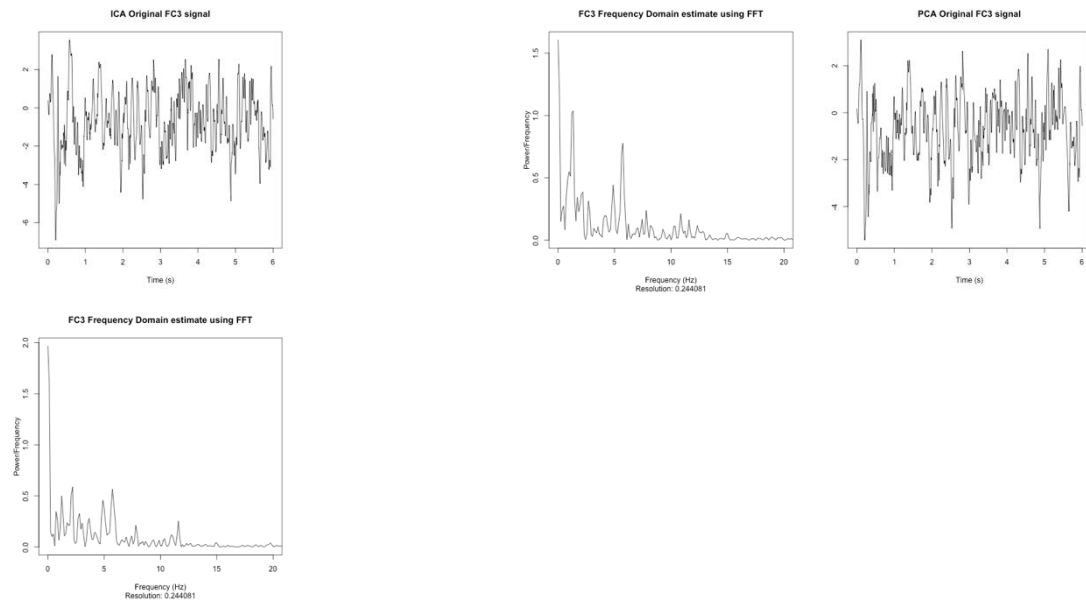 ICA Original FC3 signal
2
0
-2
-4
-6
0 1 2 3 4 5 6
Time (s)
FC3 Frequency Domain estimate using FFT
Power/Frequency
1.5
1.0
0.5
0.0
0 5 10 15 20
Frequency (Hz)
Resolution: 0.244081
PCA Original FC3 signal
2
0
-2
-4
0 1 2 3 4 5 6
Time (s)
FC3 Frequency Domain estimate using FFT
Power/Frequency
2.0
1.5
1.0
0.5
0.0
0 5 10 15 20
Frequency (Hz)
Resolution: 0.244081